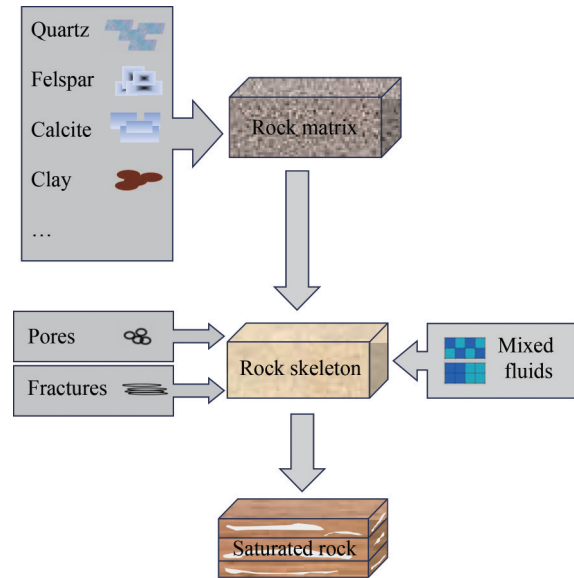 Quartz
Felspar
Calcite
Clay
…
Rock matrix
Pores
Fractures
Rock skeleton
Mixed
fluids
Saturated rock